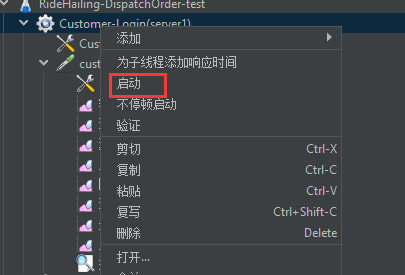 RideHailing-DispatchOrder-test
Customer-Login(server1)
Cus
添加
cust
为子线程添加响应时间
启动
不停顿启动
验证
剪切 Ctrl-X
复制 Ctrl-C
粘贴 Ctrl-V
复写 Ctrl+Shift-C
删除 Delete
打开...